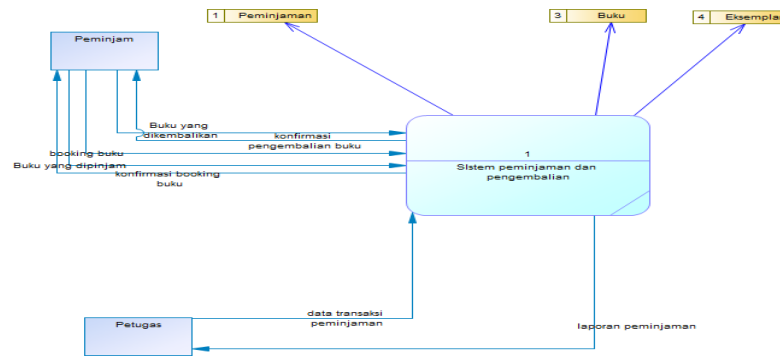 1 Peminjaman
3 Buku
4 Eksempla
Peminjam
Buku yang
dikembalikan
konfirmasi
pengembalian buku
booking buku
Buku yang dipinjam
konfirmasi booking
buku
1
Sistem peminjaman dan
pengembalian
Petugas
data transaksi
peminjaman
laporan peminjaman